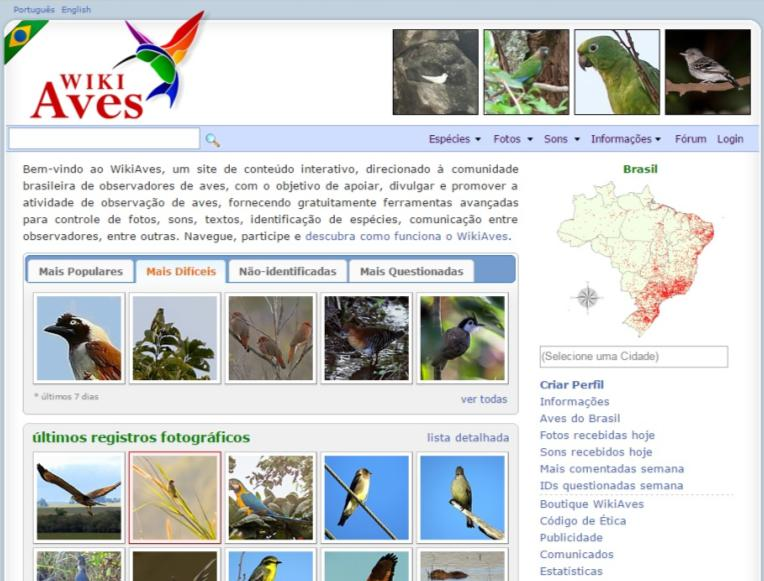 Português English
WIKI
Aves
Espécies Fotos Sons Informações Fórum Login
Bem-vindo ao WikiAves, um site de conteúdo interativo, direcionado à comunidade
brasileira de observadores de aves, com o objetivo de apoiar, divulgar e promover a
atividade de observação de aves, fornecendo gratuitamente ferramentas avançadas
para controle de fotos, sons, textos, identificação de espécies, comunicação entre
observadores, entre outras. Navegue, participe e descubra como funciona o WikiAves.
Mais Populares Mais Difíceis Não-identificadas Mais Questionadas
* últimos 7 dias ver todas
últimos registros fotográficos lista detalhada
Brasil
(Selecione uma Cidade)
Criar Perfil
Informações
Aves do Brasil
Fotos recebidas hoje
Sons recebidos hoje
Mais comentadas semana
IDs questionadas semana
Boutique WikiAves
Código de Ética
Publicidade
Comunicados
Estatísticas